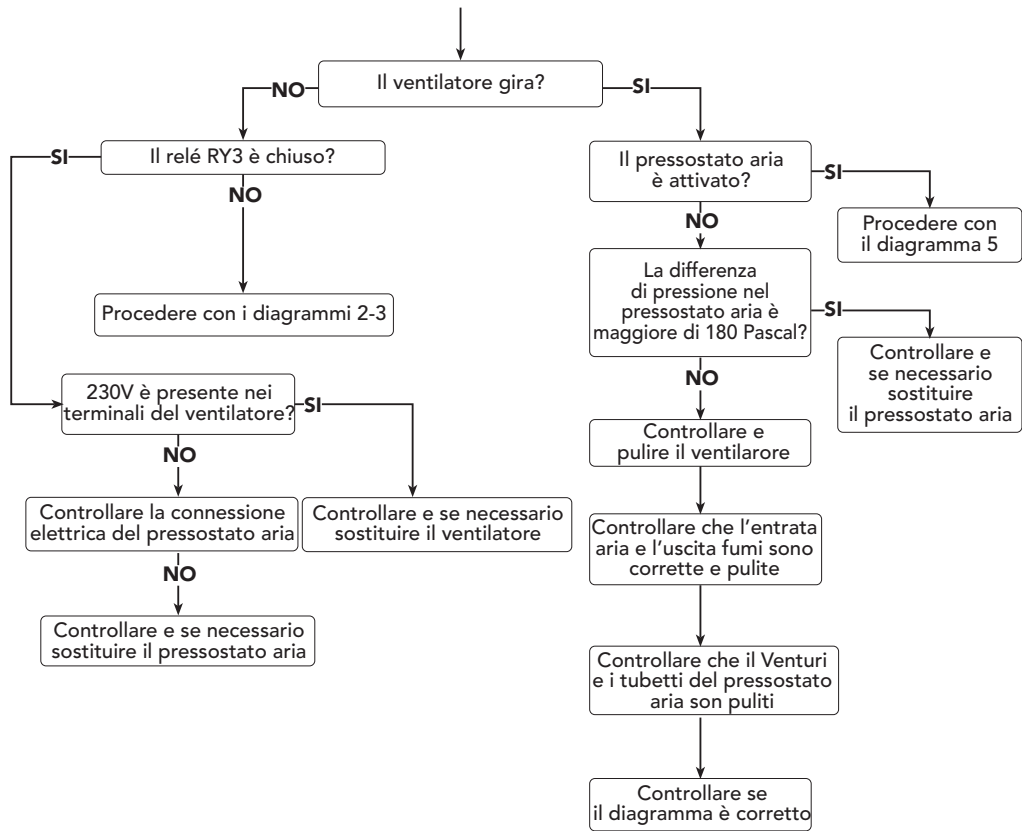 Il ventilatore gira?
NO
SI
Il relé RY3 è chiuso?
SI
NO
Procedere con i diagrammi 2-3
230V è presente nei
terminali del ventilatore?
SI
NO
Controllare la connessione
elettrica del pressostato aria
NO
Controllare e se necessario
sostituire il pressostato aria
Controllare e se necessario
sostituire il ventilatore
Il pressostato aria
è attivato?
SI
Procedere con
il diagramma 5
NO
La differenza
di pressione nel
pressostato aria è
maggiore di 180 Pascal?
SI
Controllare e
se necessario
sostituire
il pressostato aria
NO
Controllare e
pulire il ventilarore
Controllare che l'entrata
aria e l'uscita fumi sono
corrette e pulite
Controllare che il Venturi
e i tubetti del pressostato
aria son puliti
Controllare se
il diagramma è corretto